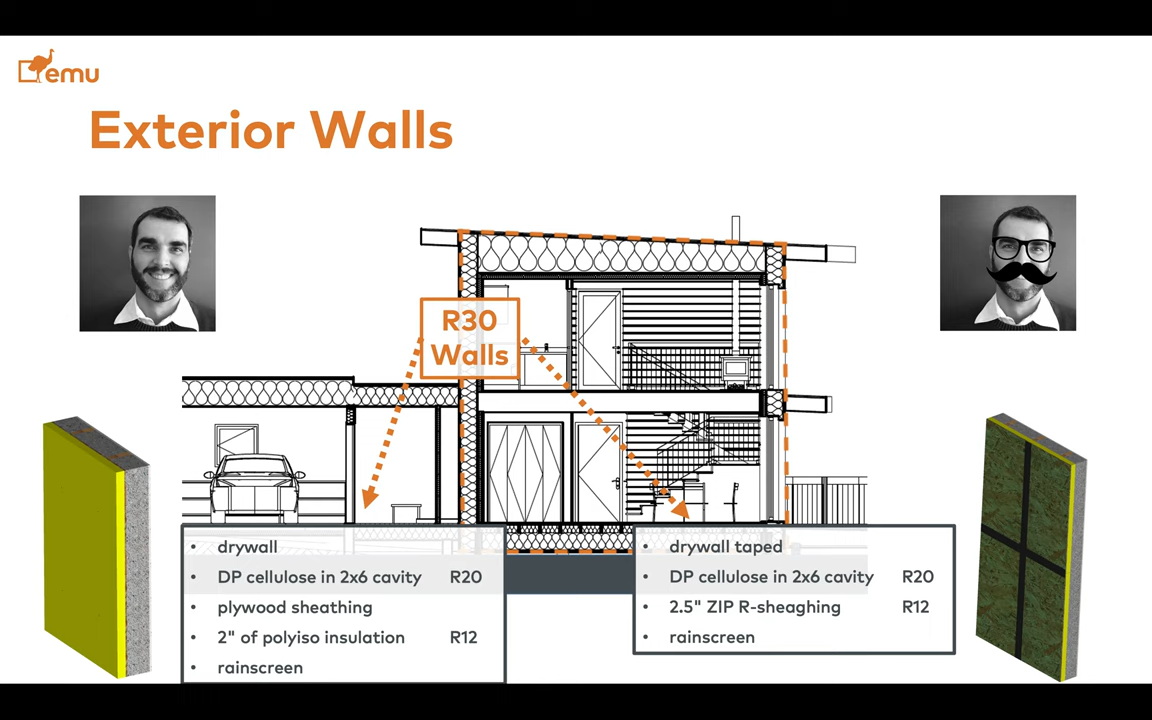 emu
Exterior Walls
R30
Walls
• drywall
• DP cellulose in 2x6 cavity R20
• plywood sheathing
• 2" of polyiso insulation R12
• rainscreen
• drywall taped
• DP cellulose in 2x6 cavity R20
• 2.5" ZIP R-sheaghing R12
• rainscreen